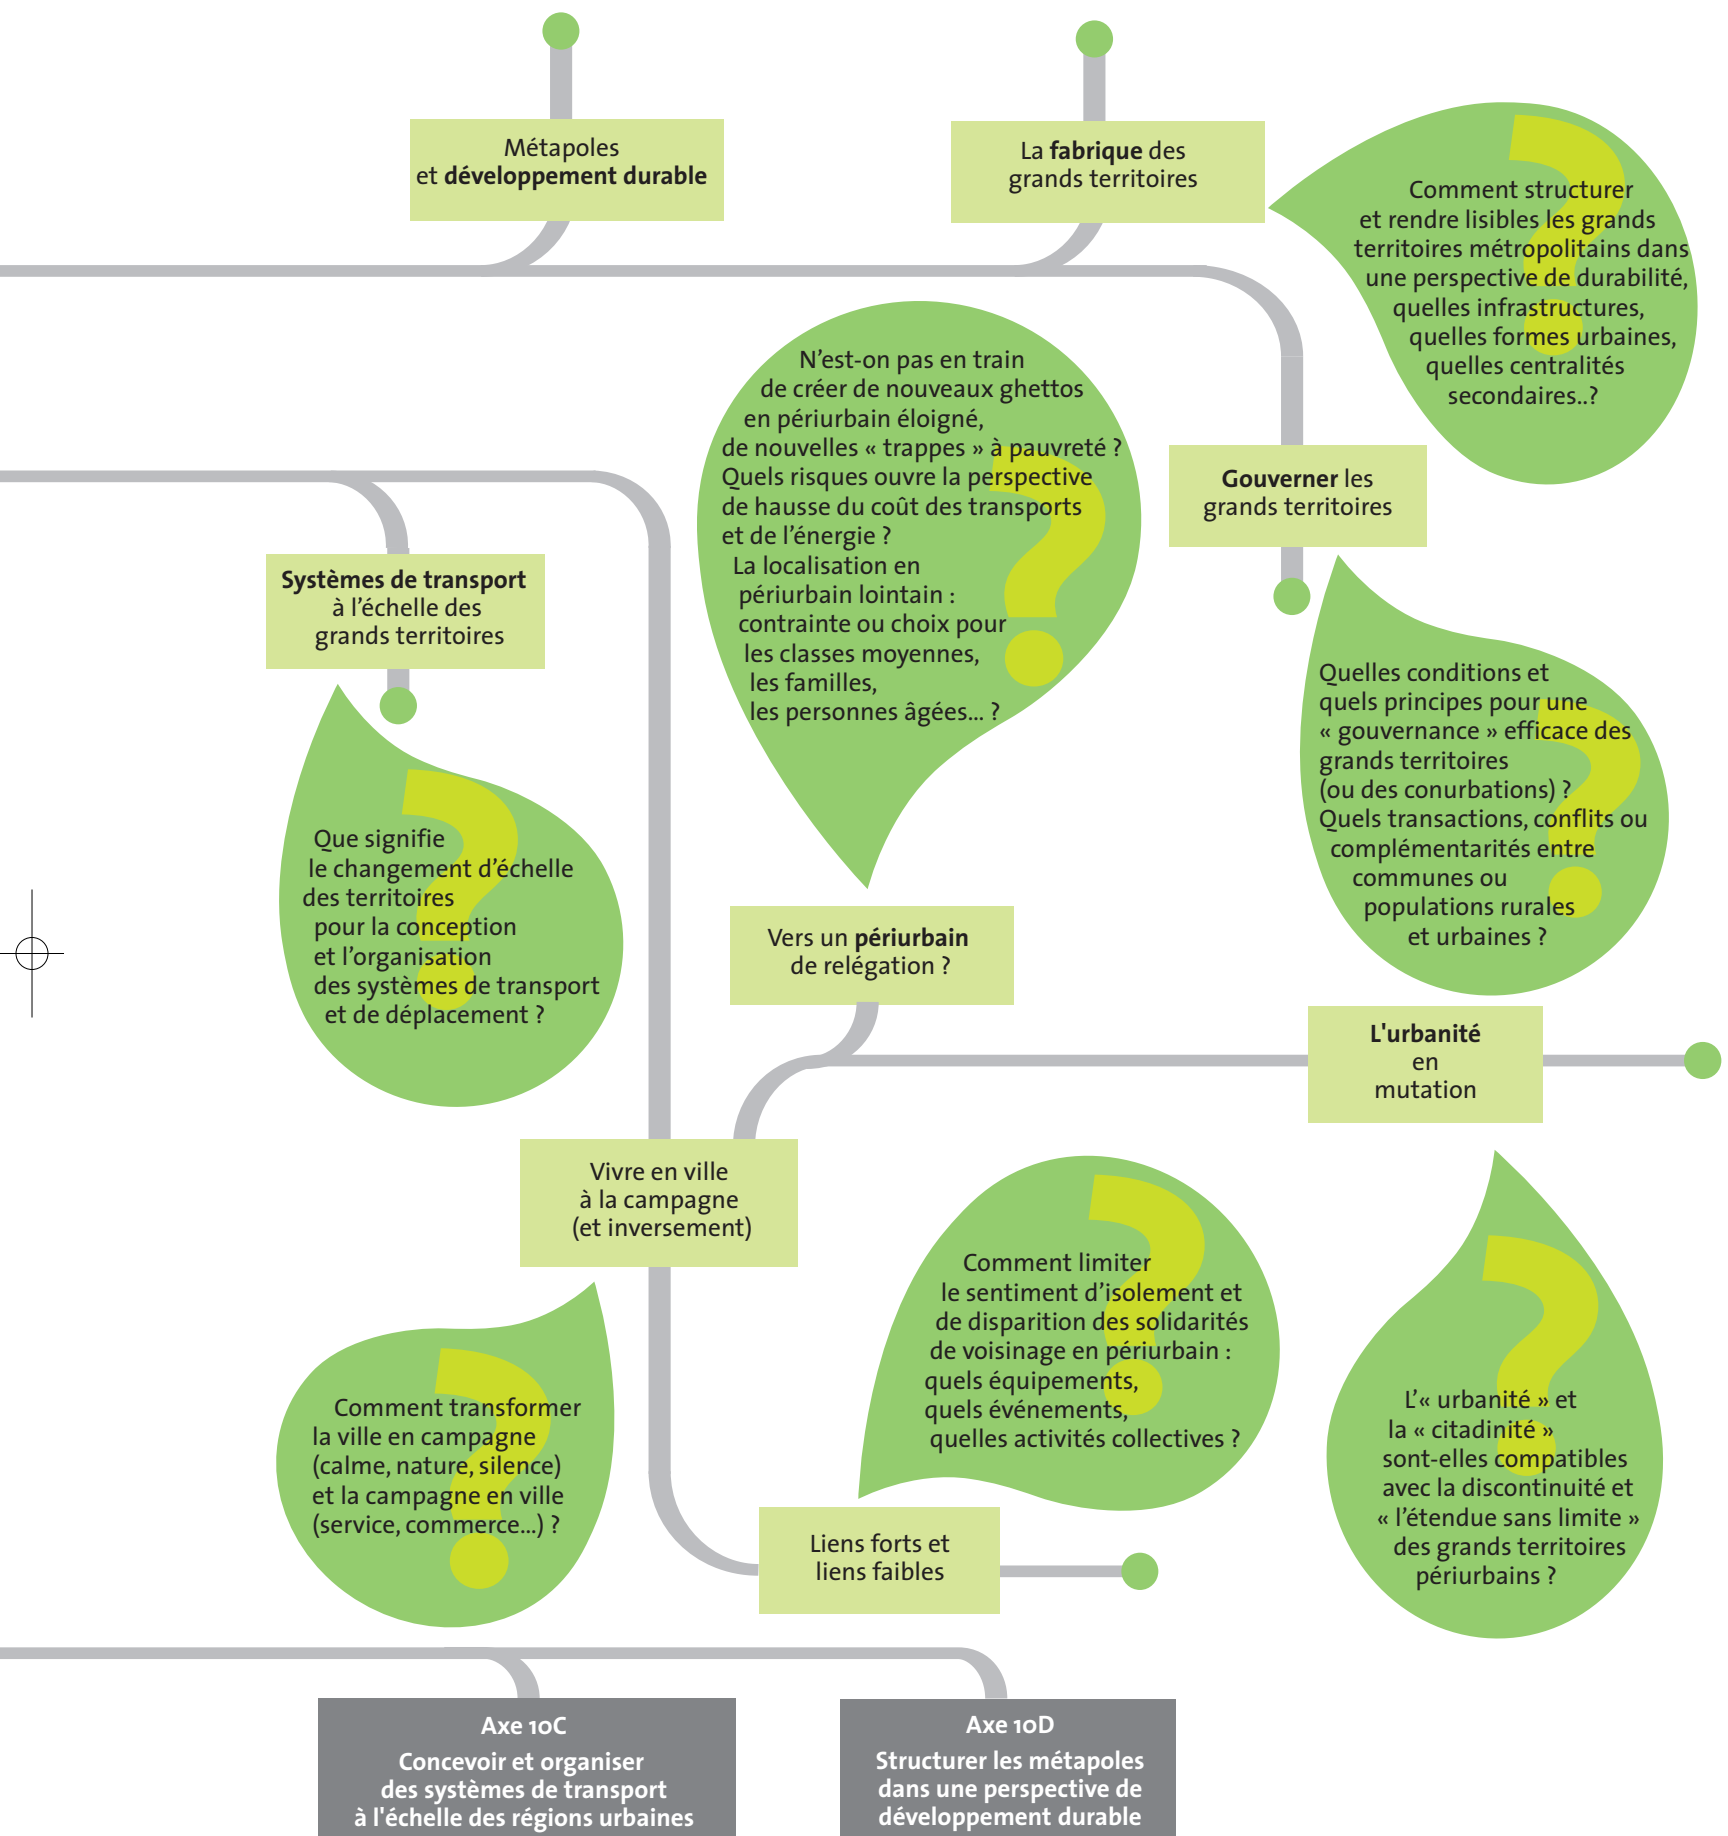 Métapoles
et développement durable
La fabrique des
grands territoires
Comment structurer
et rendre lisibles les grands
territoires métropolitains dans
une perspective de durabilité,
quelles infrastructures,
quelles formes urbaines,
quelles centralités
secondaires..?
N’est-on pas en train
de créer de nouveaux ghettos
en périurbain éloigné,
de nouvelles « trappes » à pauvreté ?
Quels risques ouvre la perspective
de hausse du coût des transports
et de l’énergie ?
La localisation en
périurbain lointain :
contrainte ou choix pour
les classes moyennes,
les familles,
les personnes âgées... ?
Gouverner les
grands territoires
Systèmes de transport
à l’échelle des
grands territoires
Quelles conditions et
quels principes pour une
« gouvernance » efficace des
grands territoires
(ou des conurbations) ?
Quels transactions, conflits ou
complémentarités entre
communes ou
populations rurales
et urbaines ?
Que signifie
le changement d’échelle
des territoires
pour la conception
et l’organisation
des systèmes de transport
et de déplacement ?
Vers un périurbain
de relégation ?
L'urbanité
en
mutation
Vivre en ville
à la campagne
(et inversement)
Comment limiter
le sentiment d’isolement et
de disparition des solidarités
de voisinage en périurbain :
quels équipements,
quels événements,
quelles activités collectives ?
Comment transformer
la ville en campagne
(calme, nature, silence)
et la campagne en ville
(service, commerce...) ?
L’« urbanité » et
la « citadinité »
sont-elles compatibles
avec la discontinuité et
« l’étendue sans limite »
des grands territoires
périurbains ?
Liens forts et
liens faibles
Axe 10C
Concevoir et organiser
des systèmes de transport
à l'échelle des régions urbaines
Axe 10D
Structurer les métapoles
dans une perspective de
développement durable